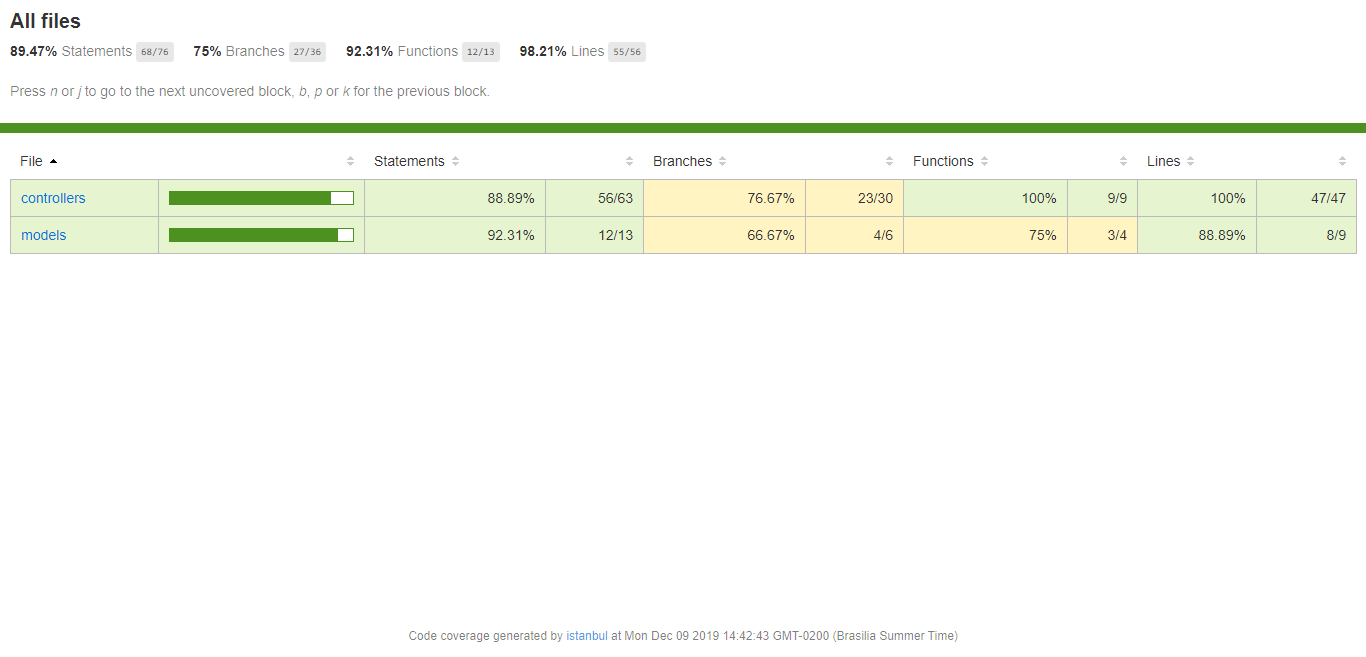 All files
89.47% Statements 68/76 75% Branches 27/36 92.31% Functions 12/13 98.21% Lines 55/56
Press n or j to go to the next uncovered block, b, p or k for the previous block.
File Statements Branches Functions Lines
controllers 88.89% 56/63 76.67% 23/30 100% 9/9 100% 47/47
models 92.31% 12/13 66.67% 4/6 75% 3/4 88.89% 8/9
Code coverage generated by istanbul at Mon Dec 09 2019 14:42:43 GMT-0200 (Brasilia Summer Time)